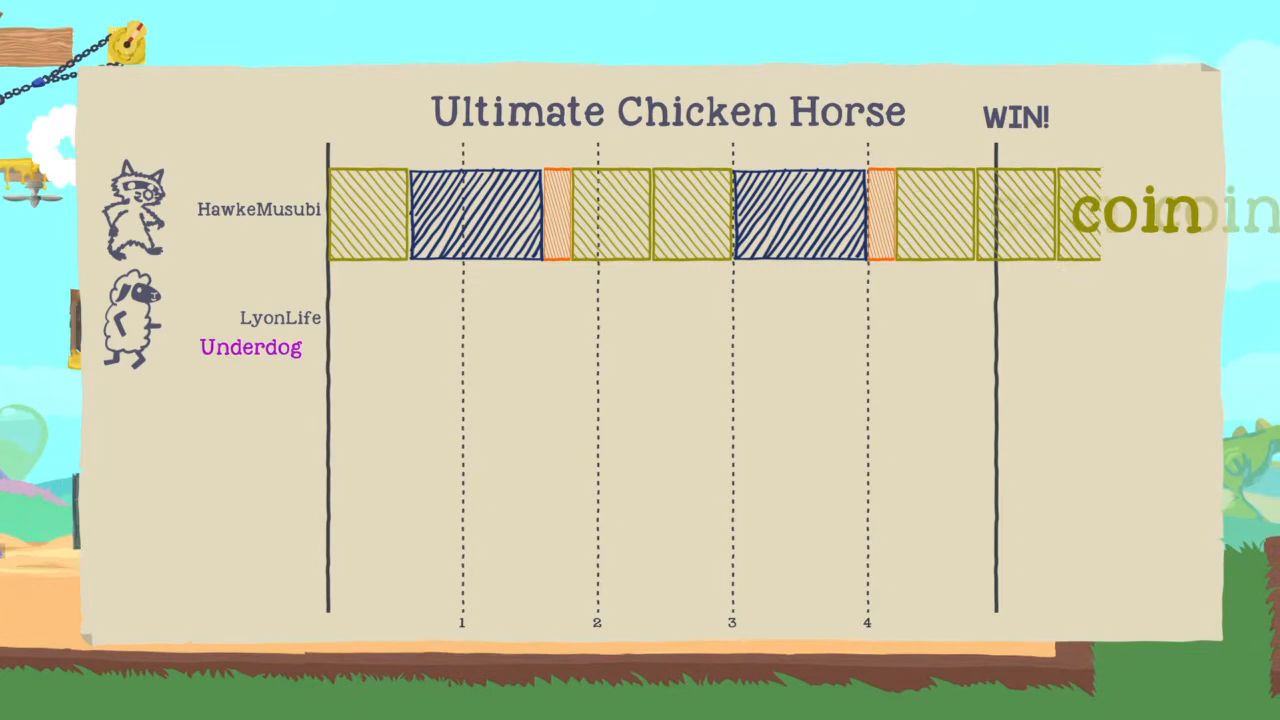 Ultimate Chicken Horse
WIN!
HawkeMusubi
coin
LyonLife
Underdog
1 2 3 4